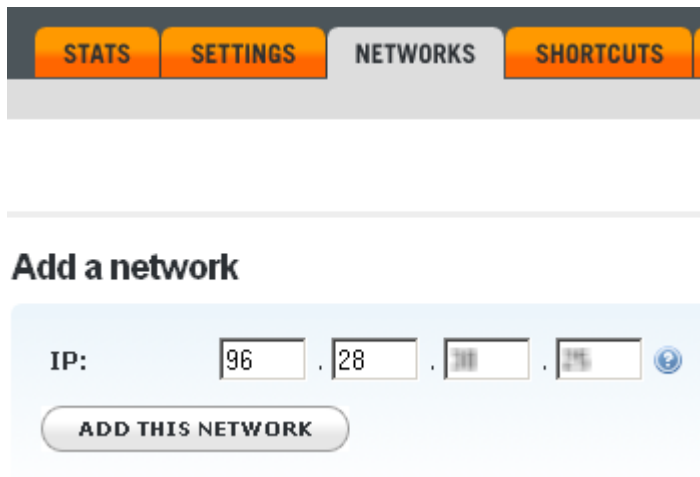 STATS SETTINGS NETWORKS SHORTCUTS
Add a network
IP: 96 . 28 . .
ADD THIS NETWORK